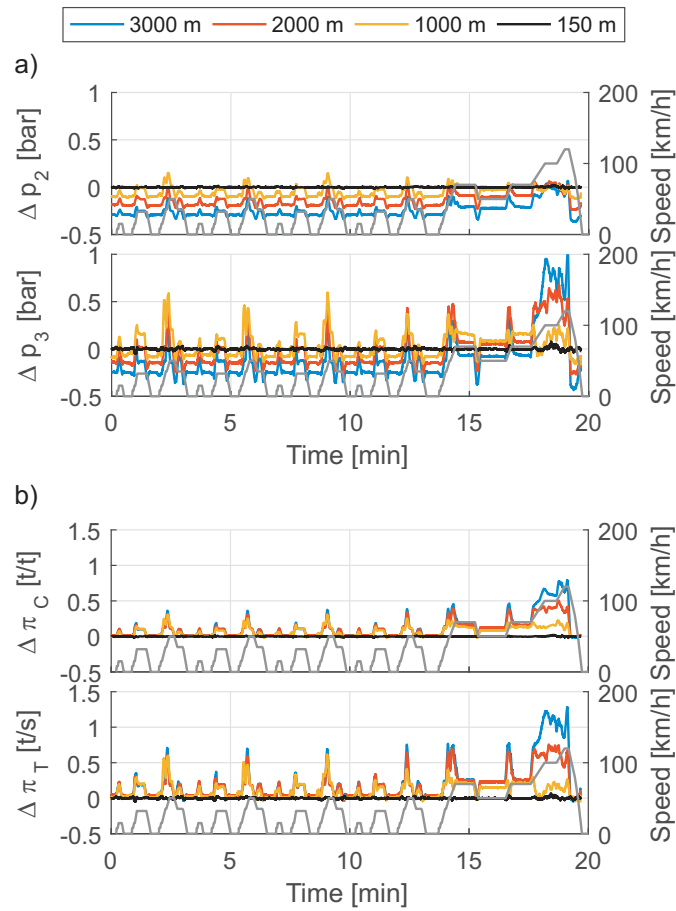 3000 m 2000 m 1000 m 150 m
a)
1 200
0.5
100
0
-0.5 0
Δ p2 [bar]
Speed [km/h]
1 200
0.5
100
0
-0.5 0
Δ p3 [bar]
Speed [km/h]
0 5 10 15 20
Time [min]
b)
1.5 200
1
0.5 100
0
-0.5 0
Δ πC [t/t]
Speed [km/h]
1.5 200
1
0.5 100
0
-0.5 0
Δ πT [t/s]
Speed [km/h]
0 5 10 15 20
Time [min]